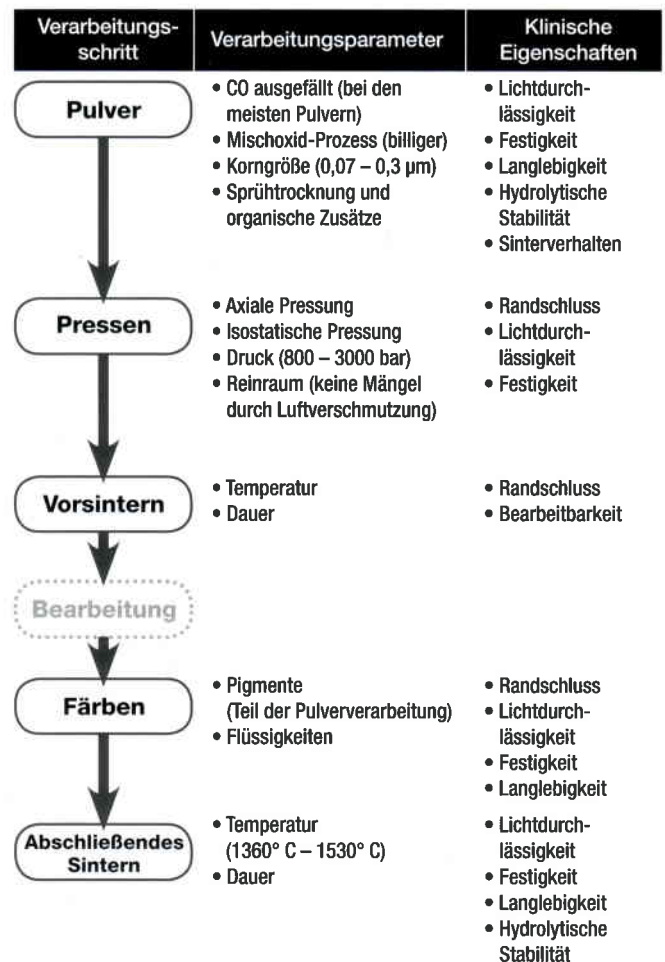 Verarbeitungs-
schritt
Verarbeitungsparameter
Klinische
Eigenschaften
Pulver
• CO ausgefällt (bei den
meisten Pulvern)
• Mischoxid-Prozess (billiger)
• Korngröße (0,07 – 0,3 µm)
• Sprühtrocknung und
organische Zusätze
• Lichtdurch-
lässigkeit
• Festigkeit
• Langlebigkeit
• Hydrolytische
Stabilität
• Sinterverhalten
Pressen
• Axiale Pressung
• Isostatische Pressung
• Druck (800 – 3000 bar)
• Reinraum (keine Mängel
durch Luftverschmutzung)
• Randschluss
• Lichtdurch-
lässigkeit
• Festigkeit
Vorsintern
• Temperatur
• Dauer
• Randschluss
• Bearbeitbarkeit
Bearbeitung
Färben
• Pigmente
(Teil der Pulververarbeitung)
• Flüssigkeiten
• Randschluss
• Lichtdurch-
lässigkeit
• Festigkeit
• Langlebigkeit
Abschließendes
Sintern
• Temperatur
(1360° C – 1530° C)
• Dauer
• Lichtdurch-
lässigkeit
• Festigkeit
• Langlebigkeit
• Hydrolytische
Stabilität